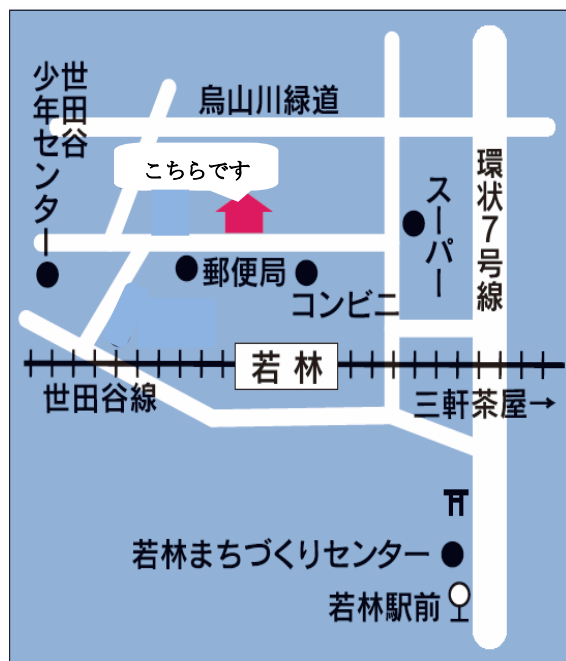 世田谷
少年センター
烏山川緑道
こちらです
環状7号線
スーパー
郵便局
コンビニ
若林
世田谷線
三軒茶屋→
若林まちづくりセンター
若林駅前